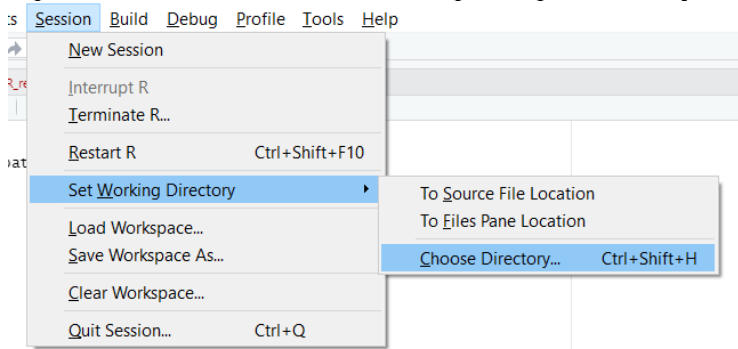 Session Build Debug Profile Tools Help
New Session
Interrupt R
Terminate R...
Restart R Ctrl+Shift+F10
Set Working Directory
To Source File Location
To Files Pane Location
Choose Directory... Ctrl+Shift+H
Load Workspace...
Save Workspace As...
Clear Workspace...
Quit Session... Ctrl+Q